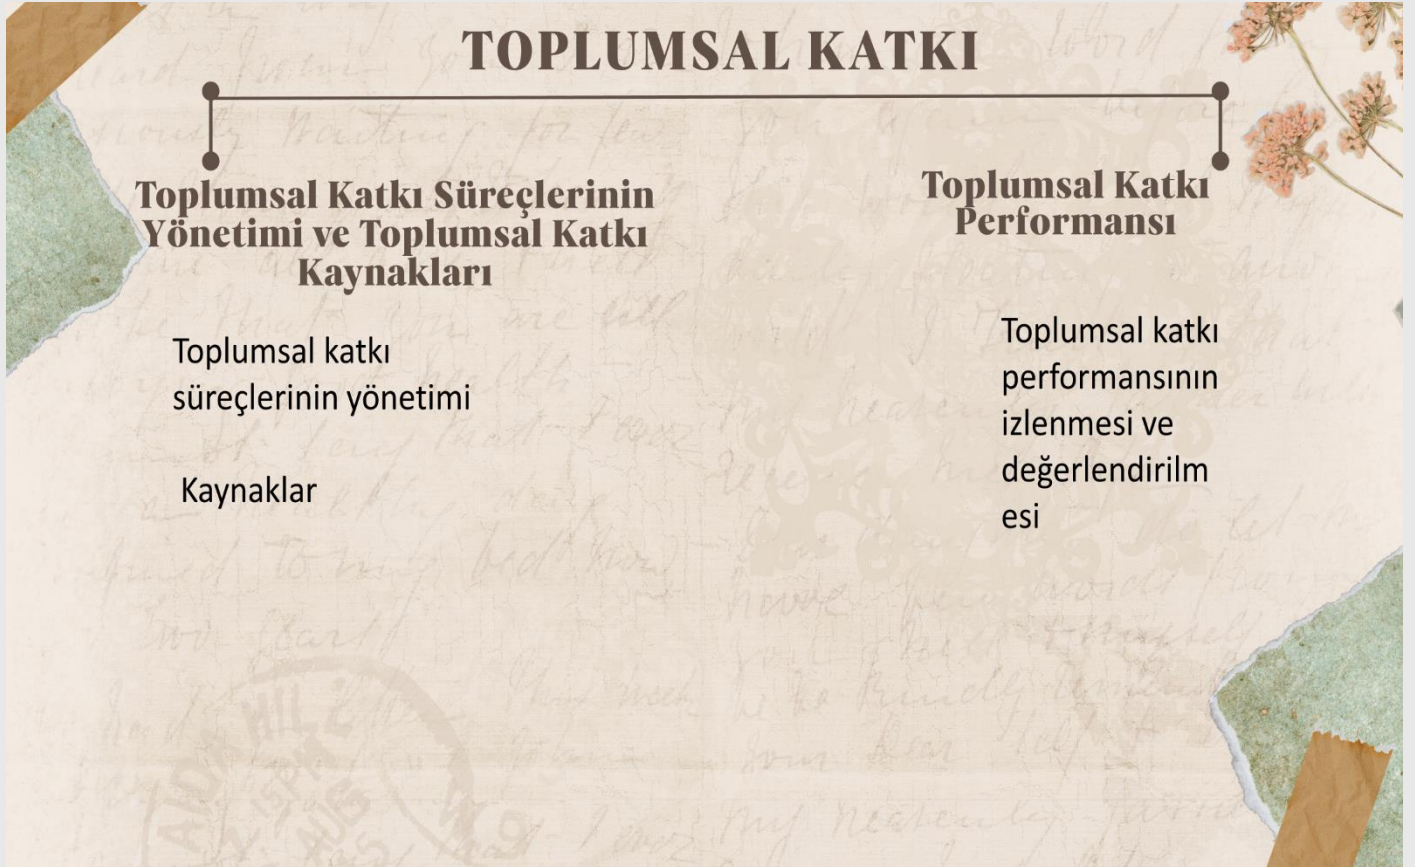 TOPLUMSAL KATKI
Toplumsal Katkı Süreçlerinin
Yönetimi ve Toplumsal Katkı
Kaynakları
Toplumsal katkı
süreçlerinin yönetimi
Kaynaklar
Toplumsal Katkı
Performansı
Toplumsal katkı
performansının
izlenmesi ve
değerlendirilm
esi